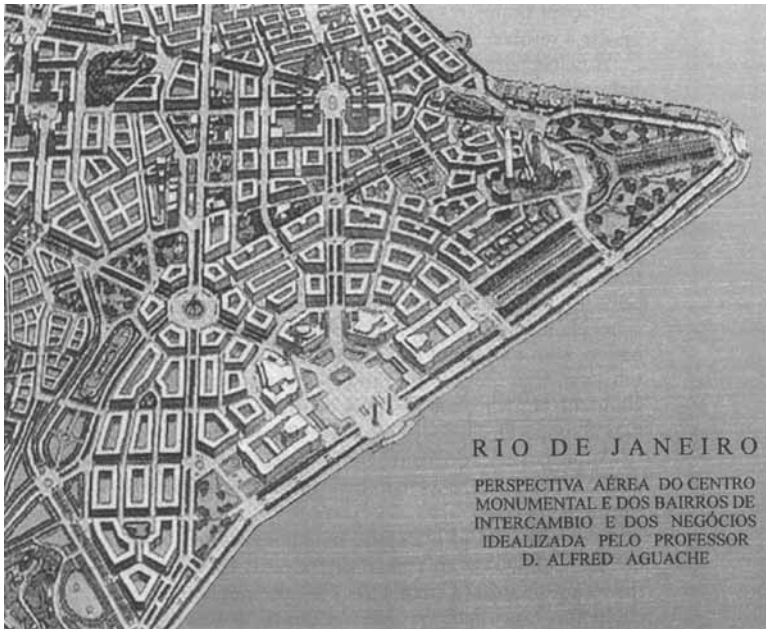 RIO DE JANEIRO
PERSPECTIVA AÉREA DO CENTRO
MONUMENTAL E DOS BAIRROS DE
INTERCAMBIO E DOS NEGÓCIOS
IDEALIZADA PELO PROFESSOR
D. ALFRED AGUACHE